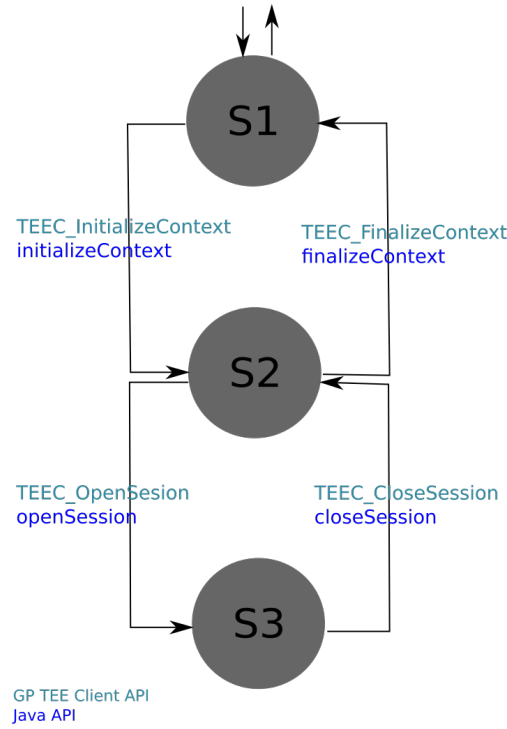 S1
TEEC_InitializeContext
initializeContext
TEEC_FinalizeContext
finalizeContext
S2
TEEC_OpenSesion
openSession
TEEC_CloseSession
closeSession
S3
GP TEE Client API
Java API